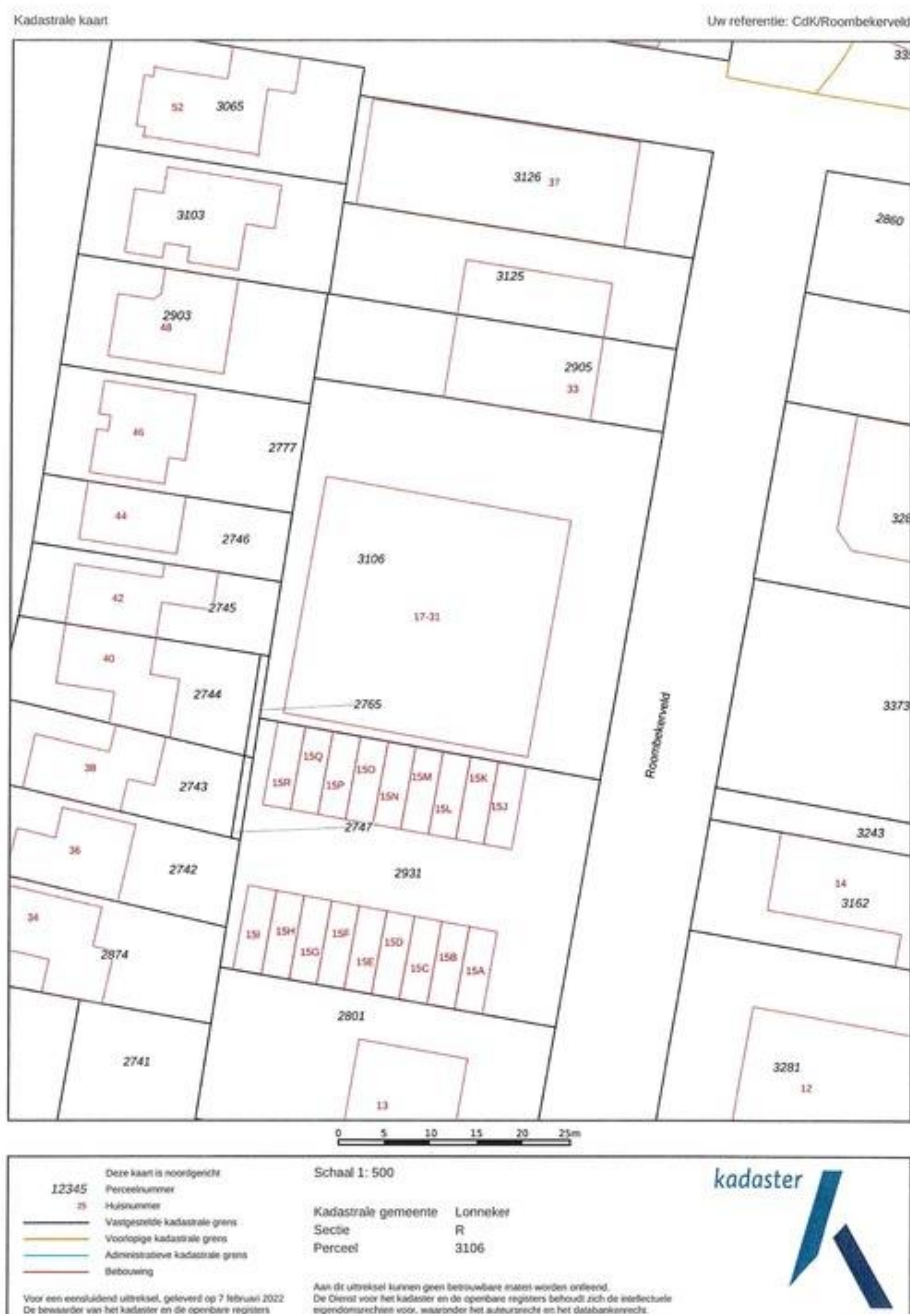 Kadastrale kaart
Uw referentie: CdK/Roombekerveld
52
3065
3126
37
3103
2860
3125
2903
48
2905
33
46
2777
44
2746
3106
42
2745
17-31
40
2744
2765
3373
Roombekerveld
38
2743
15R
15Q
15P
15O
15N
15M
15L
15K
15J
2747
3243
36
2742
2931
14
3162
34
2874
15I
15H
15G
15F
15E
15D
15C
15B
15A
2801
2741
13
3281
12
0 5 10 15 20 25m
Deze kaart is noordgericht
12345 Perceelnummer
25 Huisnummer
Vastgestelde kadastrale grens
Voorlopige kadastrale grens
Administratieve kadastrale grens
Bebouwing
Voor een eensluidend uittreksel, geleverd op 7 februari 2022
De bewaarder van het kadaster en de openbare registers
Schaal 1: 500
Kadastrale gemeente Lonneker
Sectie R
Perceel 3106
Aan dit uittreksel kunnen geen betrouwbare maten worden ontleend.
De Dienst voor het kadaster en de openbare registers behoudt zich de intellectuele
eigendomsrechten voor, waaronder het auteursrecht en het databankenrecht.
kadaster